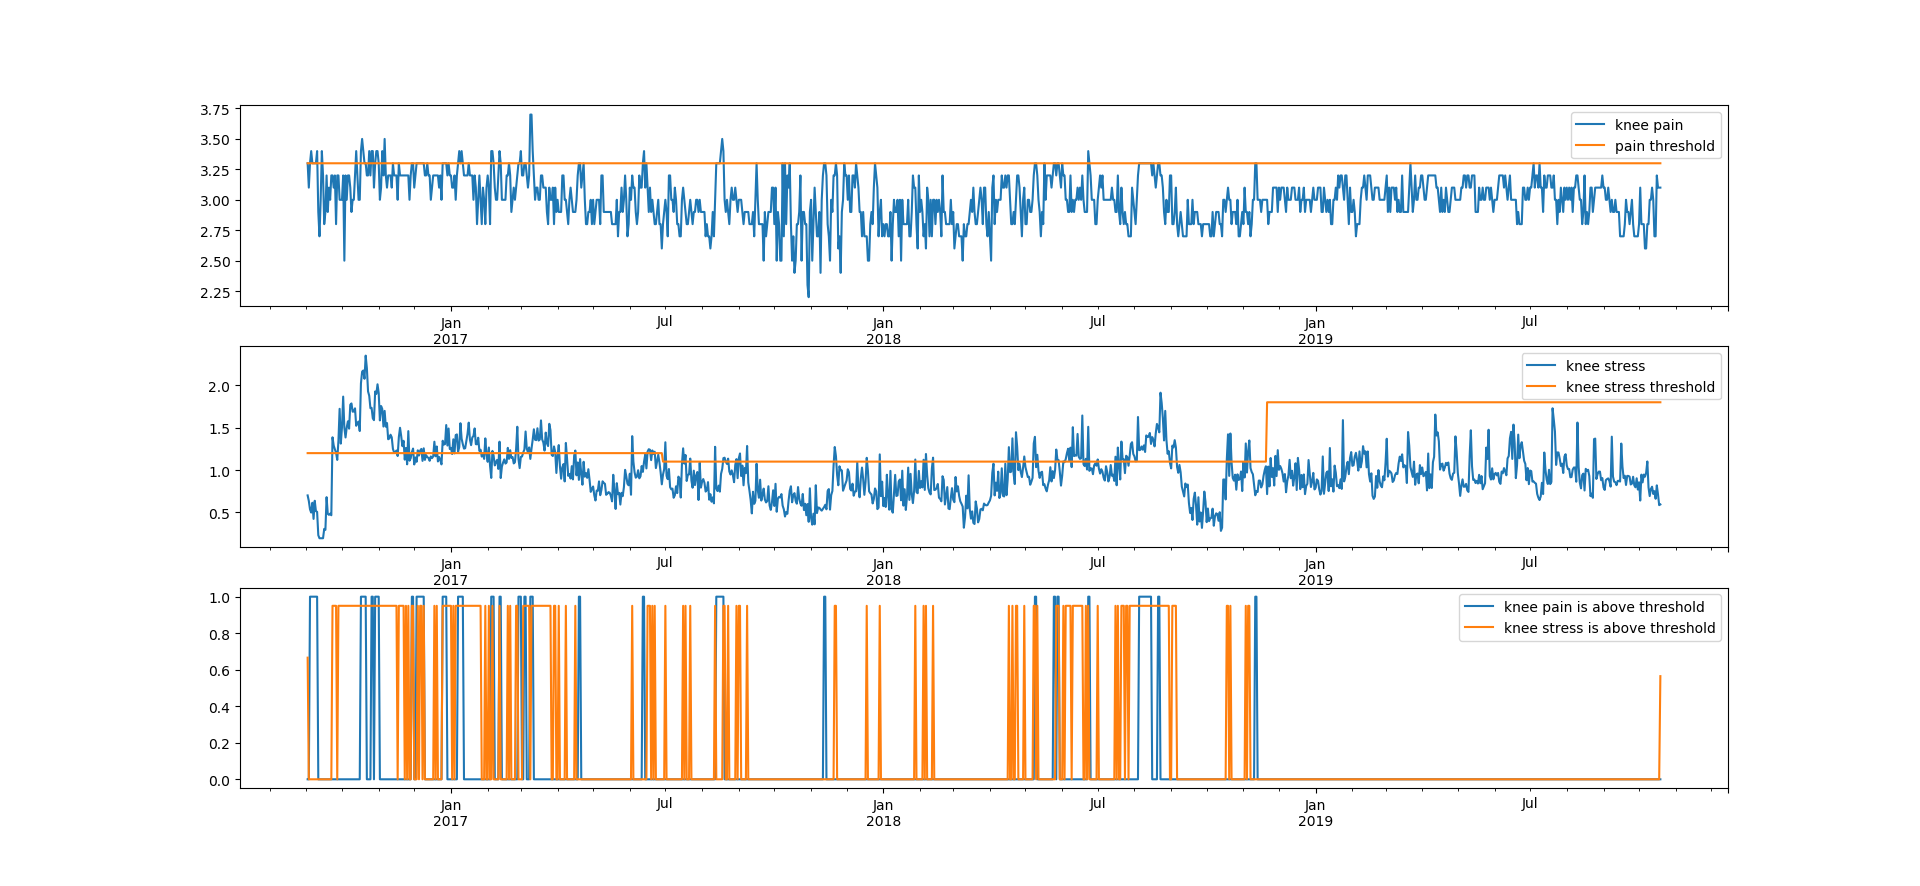 3.75
3.50
3.25
3.00
2.75
2.50
2.25
knee pain
pain threshold
Jan
2017
Jul
Jan
2018
Jul
Jan
2019
Jul
2.0
1.5
1.0
0.5
knee stress
knee stress threshold
Jan
2017
Jul
Jan
2018
Jul
Jan
2019
Jul
1.0
0.8
0.6
0.4
0.2
0.0
knee pain is above threshold
knee stress is above threshold
Jan
2017
Jul
Jan
2018
Jul
Jan
2019
Jul